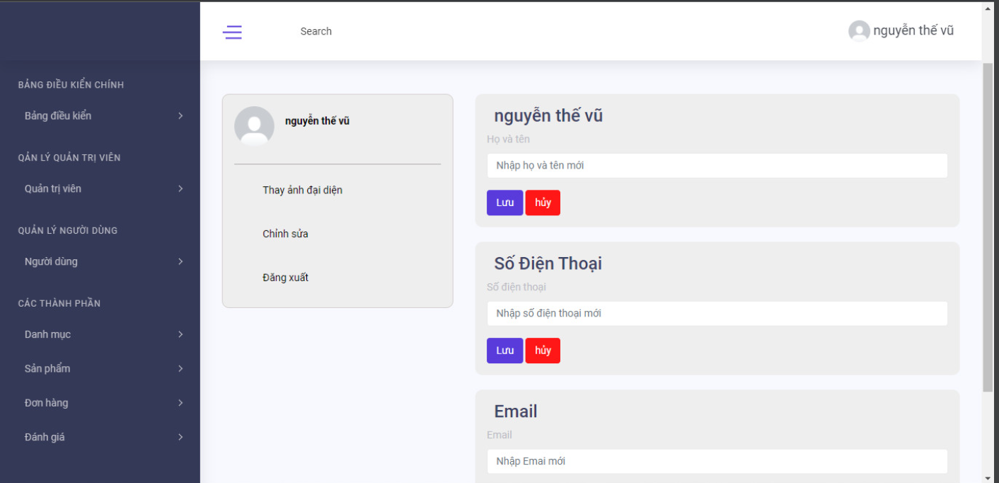 Search
nguyễn thế vũ
BẢNG ĐIỀU KIỂN CHÍNH
Bảng điều kiển
QẢN LÝ QUẢN TRỊ VIÊN
Quản trị viên
QUẢN LÝ NGƯỜI DÙNG
Người dùng
CÁC THÀNH PHẦN
Danh mục
Sản phẩm
Đơn hàng
Đánh giá
nguyễn thế vũ
Thay ảnh đại diện
Chỉnh sửa
Đăng xuất
nguyễn thế vũ
Họ và tên
Nhập họ và tên mới
Lưu hủy
Số Điện Thoại
Số điện thoại
Nhập số điện thoại mới
Lưu hủy
Email
Email
Nhập Emai mới